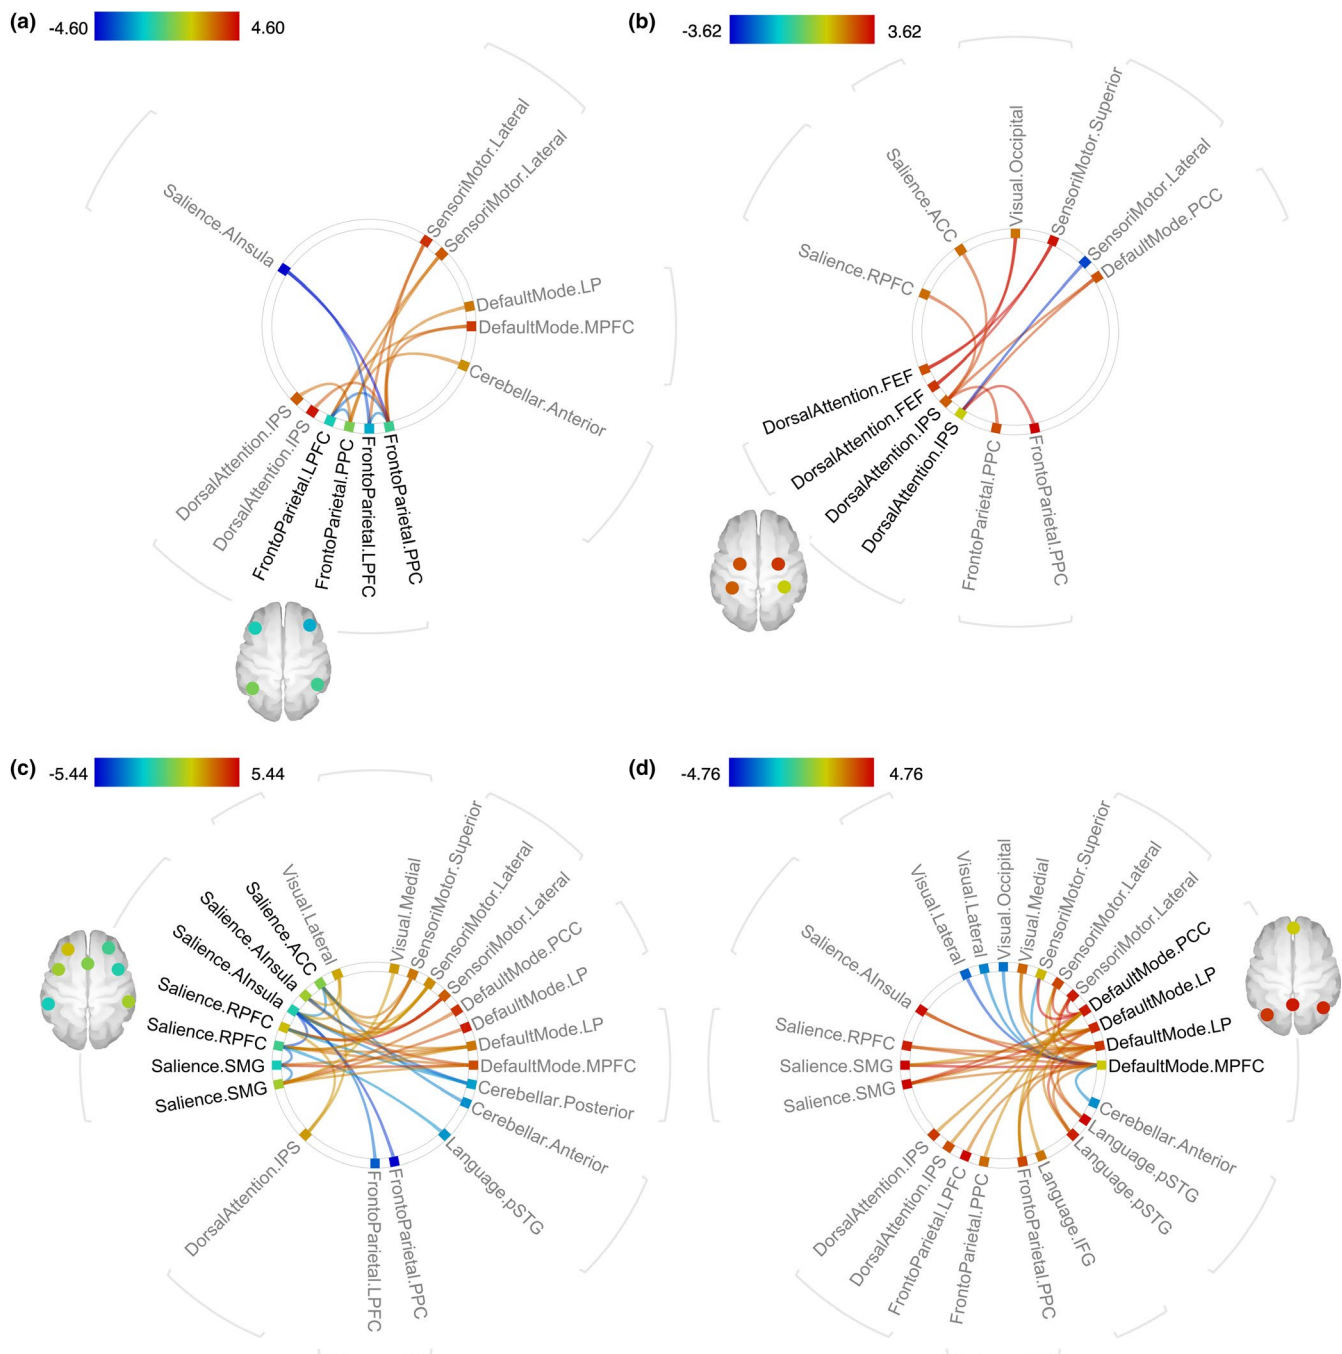 (a)
-4.60
4.60
SensoriMotor.Lateral
SensoriMotor.Lateral
Salience.AInsula
DefaultMode.LP
DefaultMode.MPFC
Cerebellar.Anterior
DorsalAttention.IPS
DorsalAttention.IPS
FrontoParietal.LPFC
FrontoParietal.PPC
FrontoParietal.LPFC
FrontoParietal.PPC
(b)
-3.62
3.62
Salience.RPFC
Salience.ACC
Visual.Occipital
SensoriMotor.Superior
SensoriMotor.Lateral
DefaultMode.PCC
DorsalAttention.FEF
DorsalAttention.FEF
DorsalAttention.IPS
DorsalAttention.IPS
FrontoParietal.PPC
FrontoParietal.PPC
(c)
-5.44
5.44
Visual.Lateral
Visual.Medial
SensoriMotor.Superior
SensoriMotor.Lateral
SensoriMotor.Lateral
DefaultMode.PCC
DefaultMode.LP
DefaultMode.LP
DefaultMode.MPFC
Cerebellar.Posterior
Cerebellar.Anterior
Language.pSTG
FrontoParietal.PPC
FrontoParietal.LPFC
DorsalAttention.IPS
Salience.SMG
Salience.SMG
Salience.RPFC
Salience.RPFC
Salience.AInsula
Salience.AInsula
Salience.ACC
(d)
-4.76
4.76
Visual.Lateral
Visual.Lateral
Visual.Occipital
Visual.Medial
SensoriMotor.Superior
SensoriMotor.Lateral
SensoriMotor.Lateral
DefaultMode.PCC
DefaultMode.LP
DefaultMode.LP
DefaultMode.MPFC
Cerebellar.Anterior
Language.pSTG
Language.pSTG
Language.IFG
FrontoParietal.PPC
FrontoParietal.PPC
FrontoParietal.LPFC
DorsalAttention.IPS
DorsalAttention.IPS
Salience.SMG
Salience.SMG
Salience.RPFC
Salience.AInsula